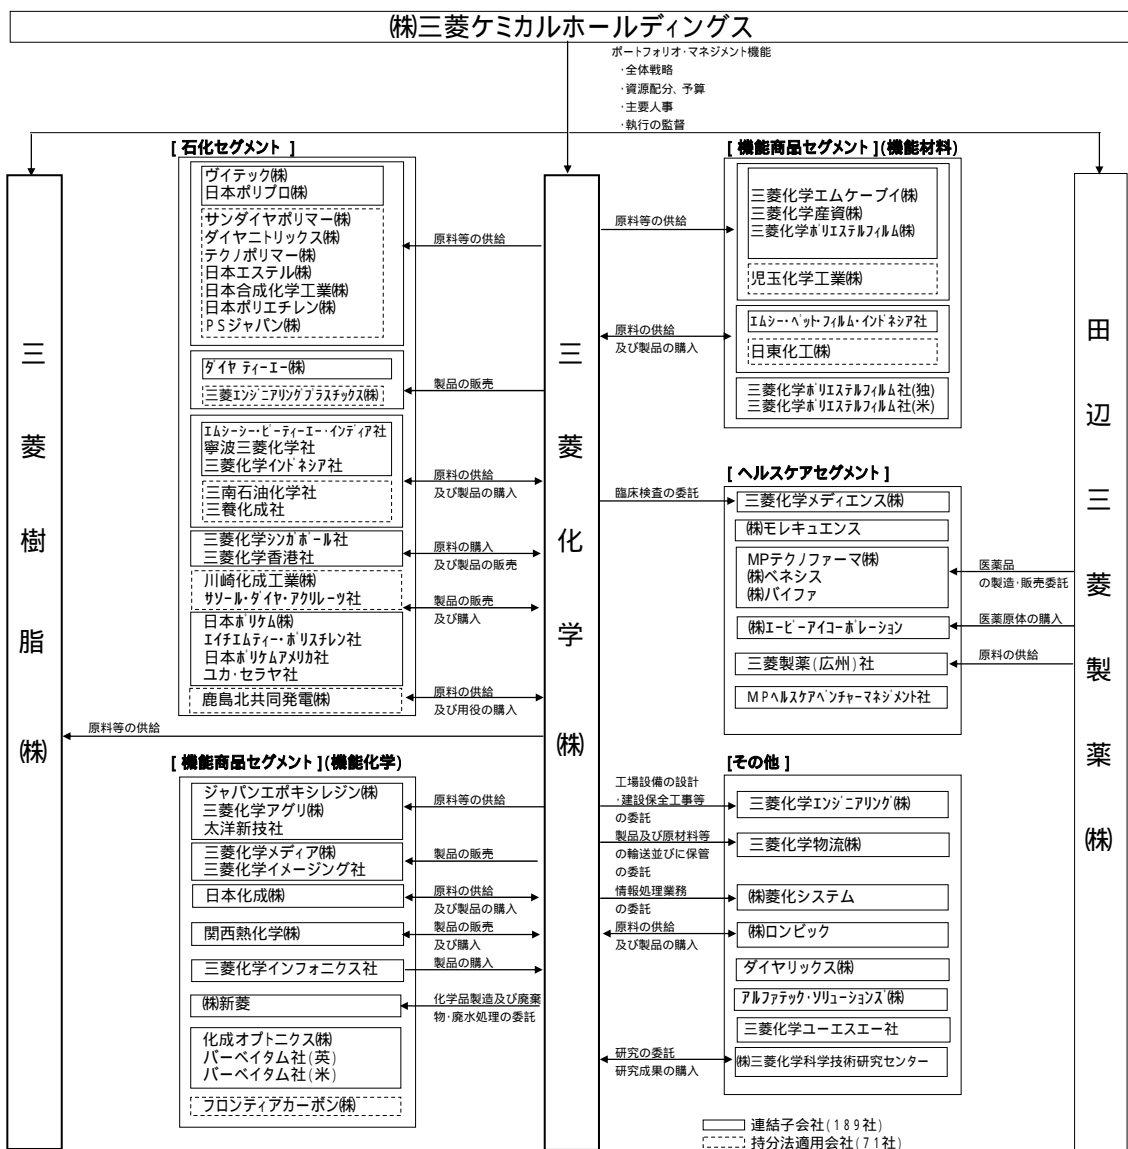 ㈱三菱ケミカルホールディングス
ポートフォリオ･マネジメント機能
･全体戦略
･資源配分、予算
･主要人事
･執行の監督
三菱樹脂㈱
[ 石化セグメント ]
ヴイテック㈱
日本ポリプロ㈱
サンダイヤポリマー㈱
ダイヤニトリックス㈱
テクノポリマー㈱
日本エステル㈱
日本合成化学工業㈱
日本ポリエチレン㈱
PSジャパン㈱
原料等の供給
ダイヤ ティーエー㈱
三菱エンジニアリングプラスチックス㈱
製品の販売
エムシーシー･ピーティーエー･インディア社
寧波三菱化学社
三菱化学インドネシア社
三南石油化学社
三養化成社
原料の供給
及び製品の購入
三菱化学シンガポール社
三菱化学香港社
原料の購入
及び製品の販売
川崎化成工業㈱
サソール･ダイヤ･アクリレーツ社
製品の販売
及び購入
日本ポリケム㈱
エイチエムティー･ポリスチレン社
日本ポリケムアメリカ社
ユカ･セラヤ社
鹿島北共同発電㈱
原料の供給
及び用役の購入
原料等の供給
[ 機能商品セグメント](機能化学)
ジャパンエポキシレジン㈱
三菱化学アグリ㈱
太洋新技社
原料等の供給
三菱化学メディア㈱
三菱化学イメージング社
製品の販売
日本化成㈱
原料の供給
及び製品の購入
関西熱化学㈱
製品の販売
及び購入
三菱化学インフォニクス社
製品の購入
㈱新菱
化学品製造及び廃棄
物･廃水処理の委託
化成オプトニクス㈱
バーベイタム社(英)
バーベイタム社(米)
フロンティアカーボン㈱
三菱化学㈱
[ 機能商品セグメント](機能材料)
三菱化学エムケーブイ㈱
三菱化学産資㈱
三菱化学ポリエステルフィルム㈱
児玉化学工業㈱
原料等の供給
エムシー･ペット･フィルム･インドネシア社
日東化工㈱
原料の供給
及び製品の購入
三菱化学ポリエステルフィルム社(独)
三菱化学ポリエステルフィルム社(米)
[ ヘルスケアセグメント]
臨床検査の委託
三菱化学メディエンス㈱
㈱モレキュエンス
MPテクノファーマ㈱
㈱ベネシス
㈱バイファ
医薬品
の製造･販売委託
㈱エーピーアイコーポレーション
医薬原体の購入
三菱製薬(広州)社
原料の供給
MPヘルスケアベンチャーマネジメント社
[その他 ]
工場設備の設計
･建設保全工事等
の委託
三菱化学エンジニアリング㈱
製品及び原材料等
の輸送並びに保管
の委託
三菱化学物流㈱
情報処理業務
の委託
㈱菱化システム
原料の供給
及び製品の購入
㈱ロンビック
ダイヤリックス㈱
アルファテック･ソリューションズ㈱
三菱化学ユーエスエー社
研究の委託
研究成果の購入
㈱三菱化学科学技術研究センター
田辺三菱製薬㈱
連結子会社(189社)
持分法適用会社(71社)